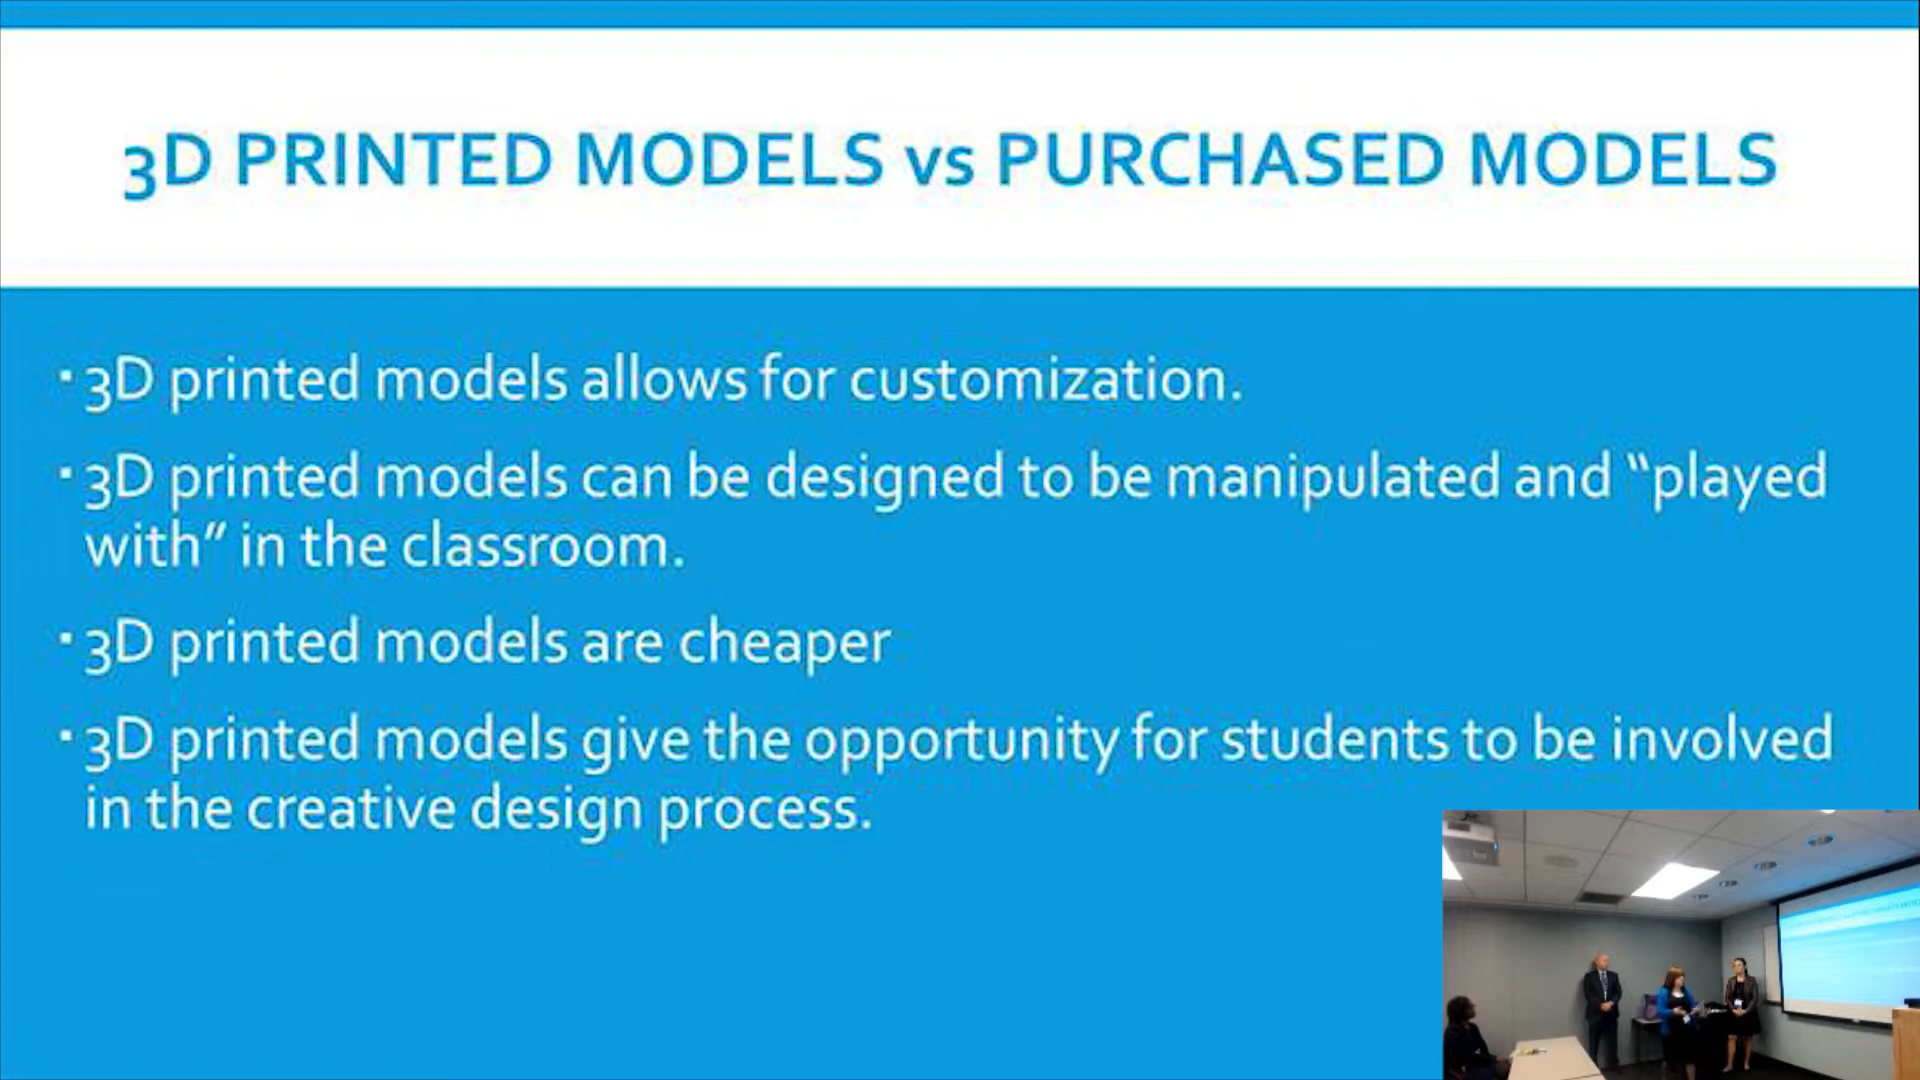 3D PRINTED MODELS vs PURCHASED MODELS
▪ 3D printed models allows for customization.
▪ 3D printed models can be designed to be manipulated and “played
with” in the classroom.
▪ 3D printed models are cheaper
▪ 3D printed models give the opportunity for students to be involved
in the creative design process.